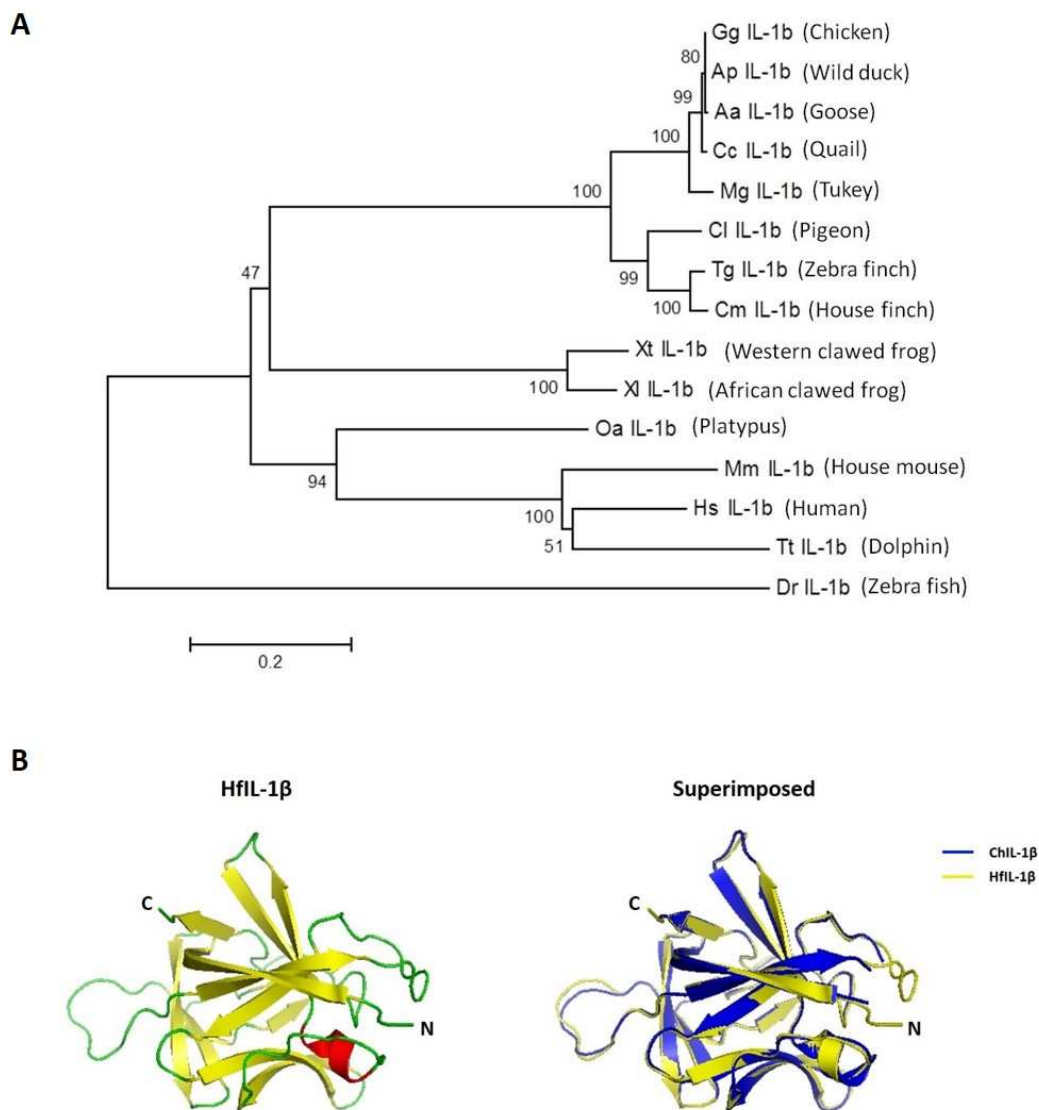 A
Gg IL-1b (Chicken)
80
Ap IL-1b (Wild duck)
99
Aa IL-1b (Goose)
100
Cc IL-1b (Quail)
100
Mg IL-1b (Tukey)
Cl IL-1b (Pigeon)
47
99
Tg IL-1b (Zebra finch)
100
Cm IL-1b (House finch)
Xt IL-1b (Western clawed frog)
100
Xl IL-1b (African clawed frog)
Oa IL-1b (Platypus)
94
Mm IL-1b (House mouse)
100
Hs IL-1b (Human)
51
Tt IL-1b (Dolphin)
Dr IL-1b (Zebra fish)
0.2
B
HfIL-1β
Superimposed
ChIL-1β
HfIL-1β
C
N
C
N